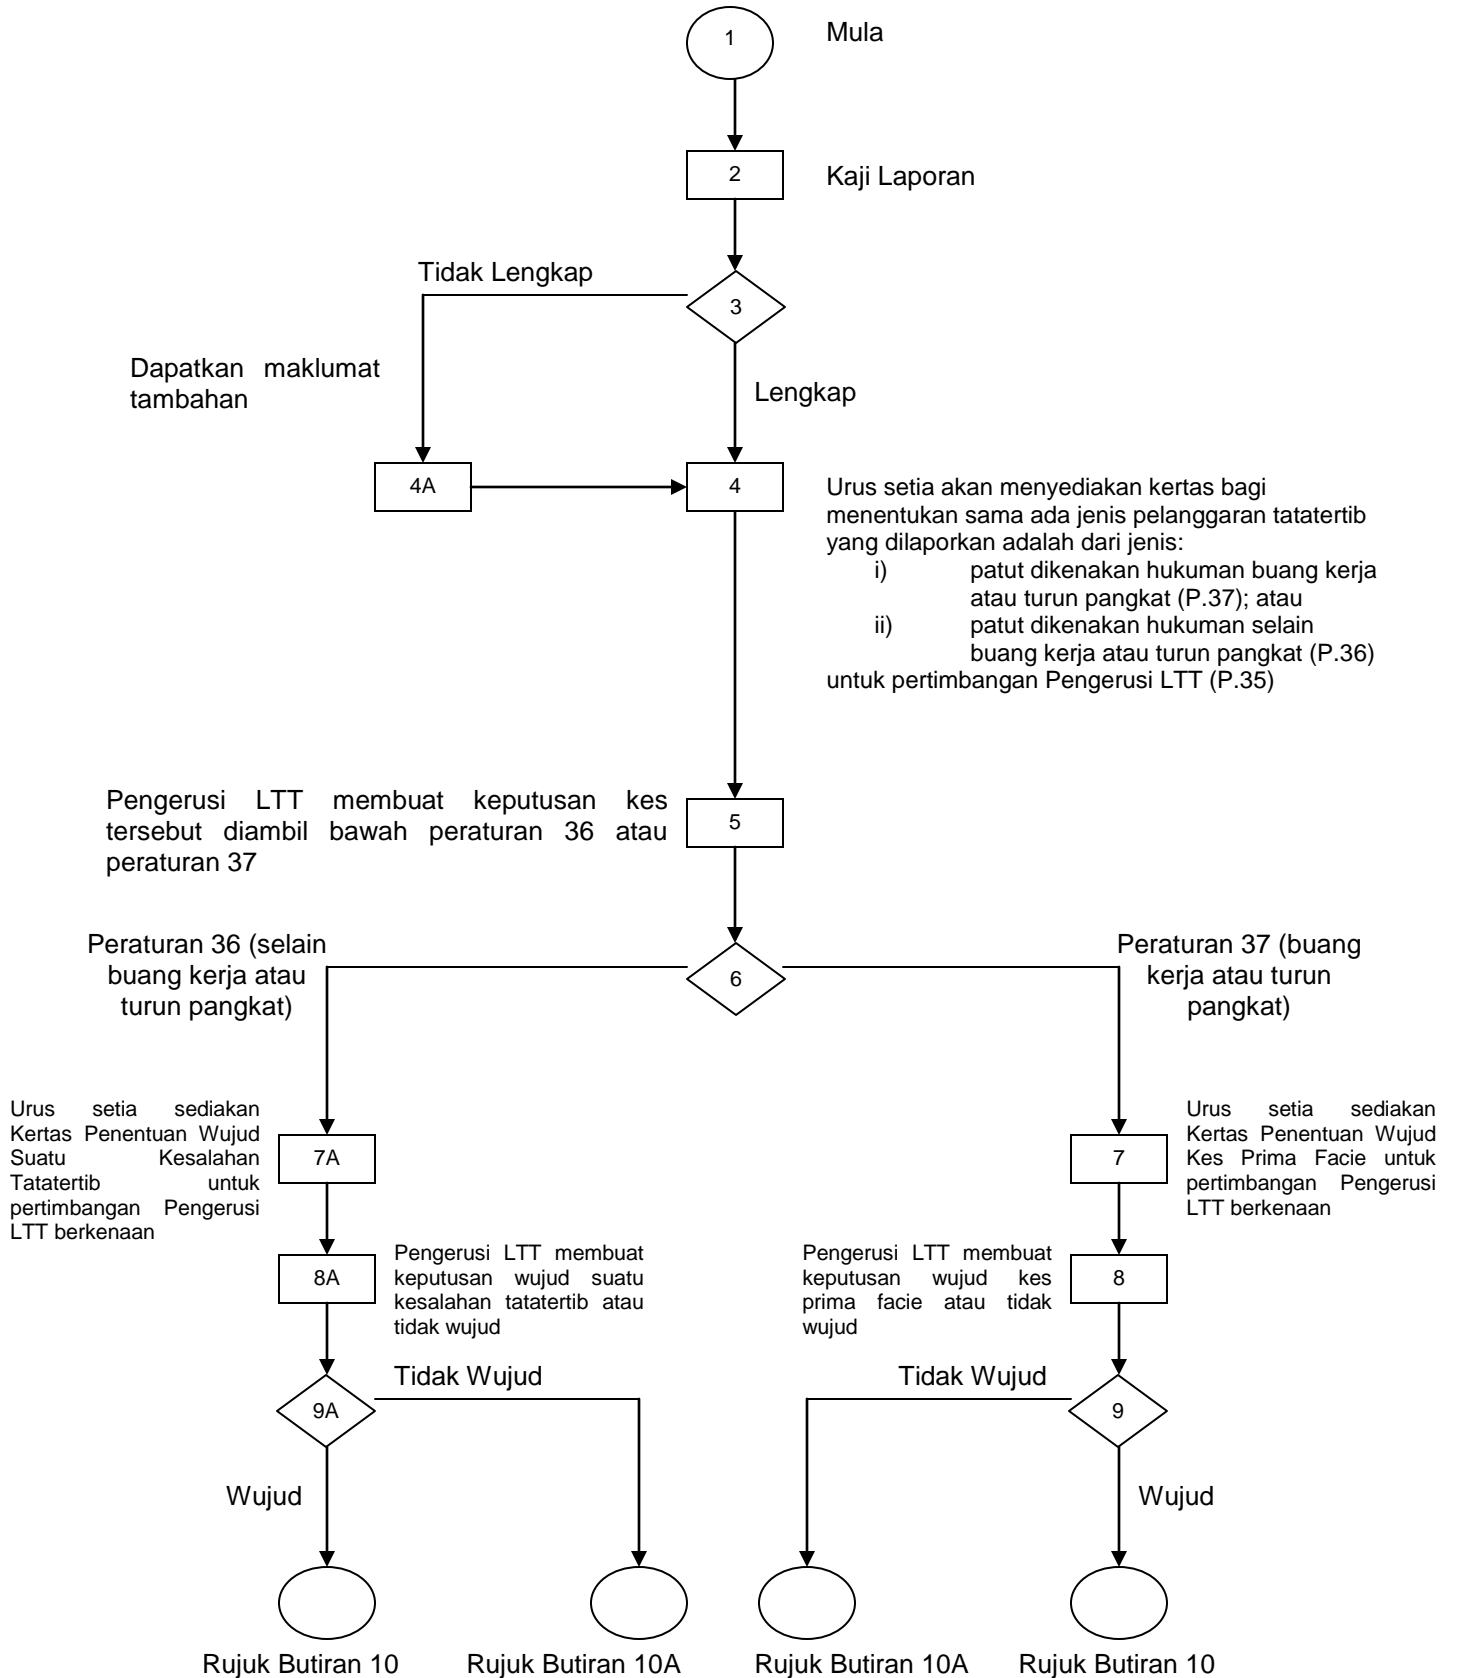 1
Mula
2
Kaji Laporan
Tidak Lengkap
3
Dapatkan maklumat
tambahan
Lengkap
4A
4
Urus setia akan menyediakan kertas bagi
menentukan sama ada jenis pelanggaran tatatertib
yang dilaporkan adalah dari jenis:
i) patut dikenakan hukuman buang kerja
atau turun pangkat (P.37); atau
ii) patut dikenakan hukuman selain
buang kerja atau turun pangkat (P.36)
untuk pertimbangan Pengerusi LTT (P.35)
Pengerusi LTT membuat keputusan kes
tersebut diambil bawah peraturan 36 atau
peraturan 37
5
Peraturan 36 (selain
buang kerja atau
turun pangkat)
6
Peraturan 37 (buang
kerja atau turun
pangkat)
Urus setia sediakan
Kertas Penentuan Wujud
Suatu Kesalahan
Tatatertib untuk
pertimbangan Pengerusi
LTT berkenaan
7A
7
Urus setia sediakan
Kertas Penentuan Wujud
Kes Prima Facie untuk
pertimbangan Pengerusi
LTT berkenaan
8A
Pengerusi LTT membuat
keputusan wujud suatu
kesalahan tatatertib atau
tidak wujud
Pengerusi LTT membuat
keputusan wujud kes
prima facie atau tidak
wujud
8
Tidak Wujud
Tidak Wujud
9A
9
Wujud
Wujud
Rujuk Butiran 10
Rujuk Butiran 10A
Rujuk Butiran 10A
Rujuk Butiran 10